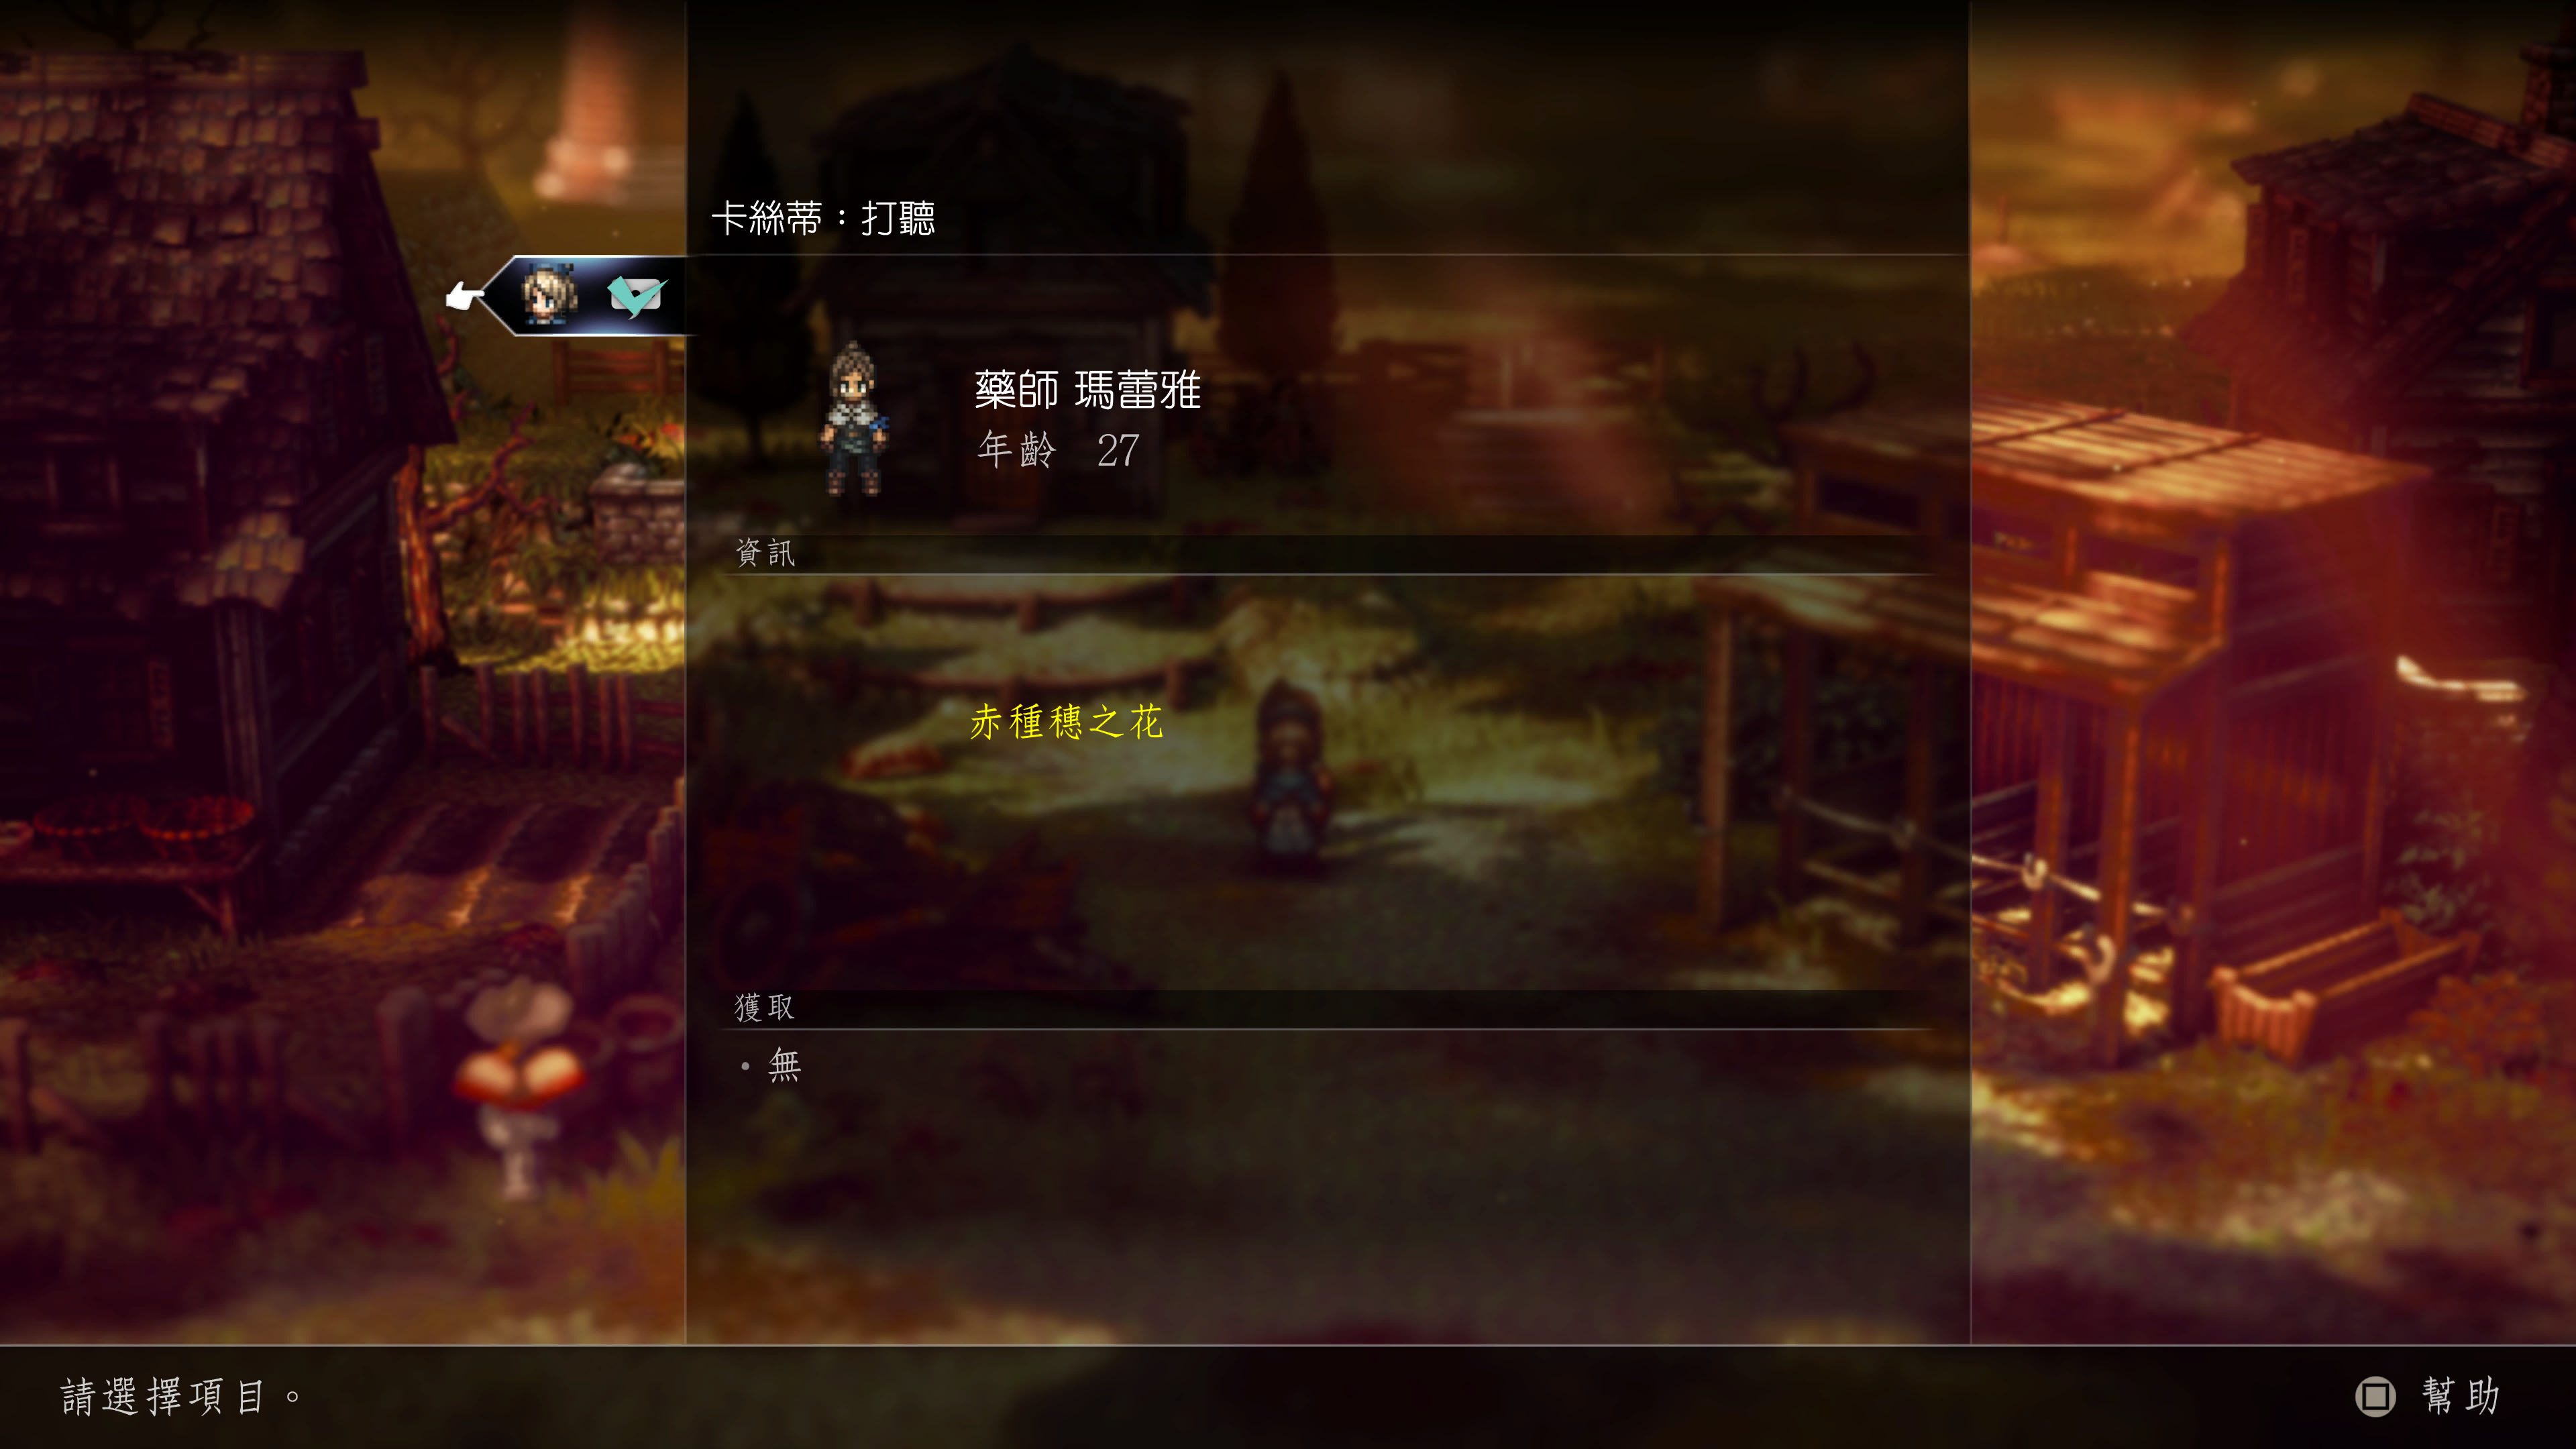 卡絲蒂：打聽
藥師 瑪蕾雅
年齡 27
資訊
赤種穗之花
獲取
• 無
請選擇項目。
幫助